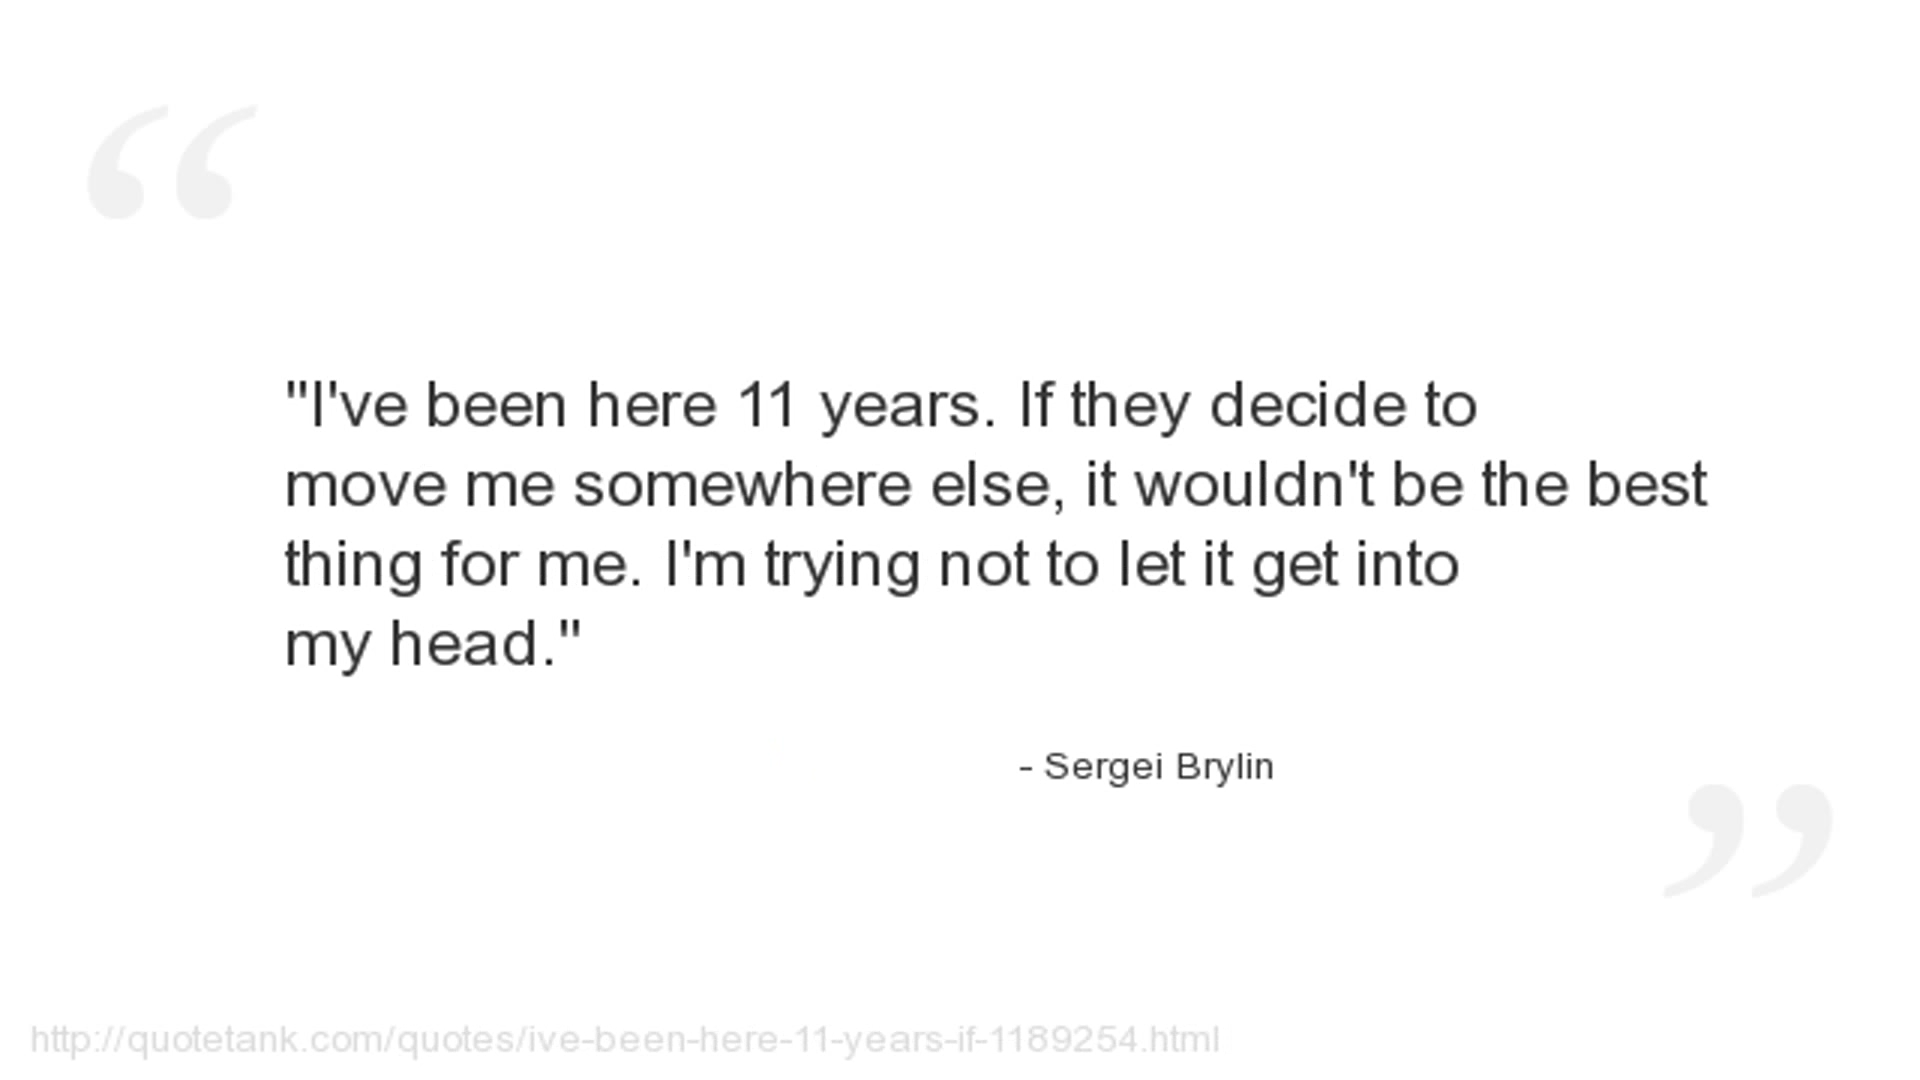 "I've been here 11 years. If they decide to
move me somewhere else, it wouldn't be the best
thing for me. I'm trying not to let it get into
my head."
- Sergei Brylin
http://quotetank.com/quotes/ive-been-here-11-years-if-1189254.html